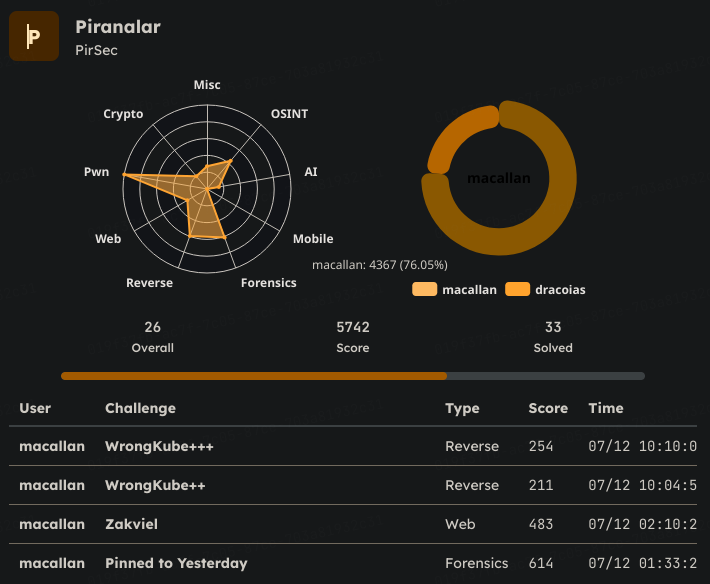 Piranalar
PirSec
Misc
Crypto
OSINT
Pwn
AI
Web
Mobile
Reverse
Forensics
macallan
macallan: 4367 (76.05%)
macallan dracoias
26 5742 33
Overall Score Solved
User Challenge Type Score Time
macallan WrongKube+++ Reverse 254 07/12 10:10:0
macallan WrongKube++ Reverse 211 07/12 10:04:5
macallan Zakviel Web 483 07/12 02:10:2
macallan Pinned to Yesterday Forensics 614 07/12 01:33:2